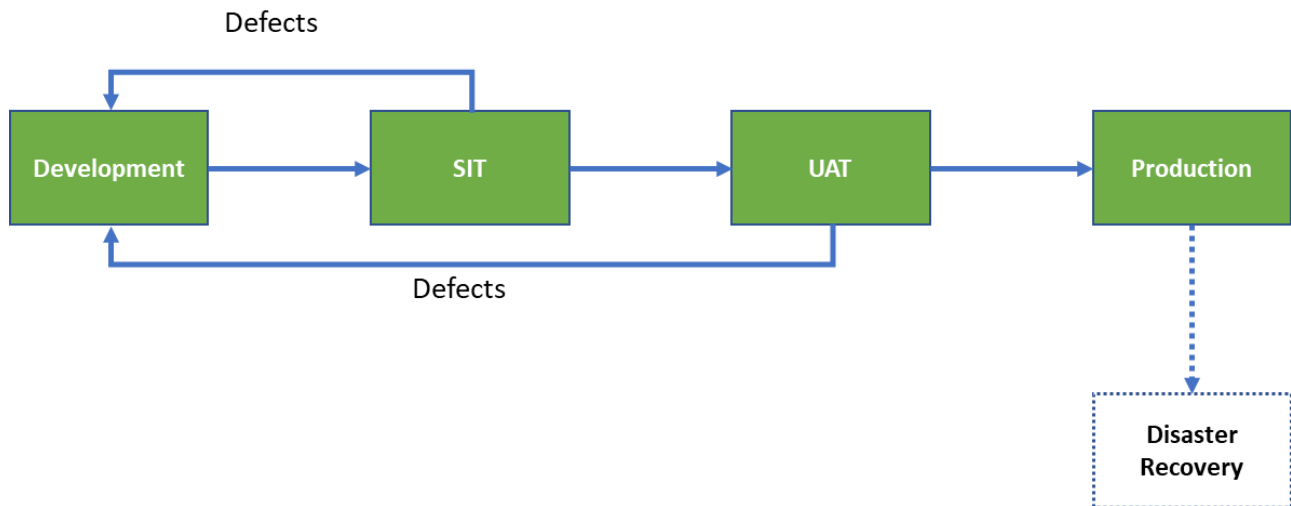 Defects
Development
SIT
UAT
Production
Defects
Disaster
Recovery